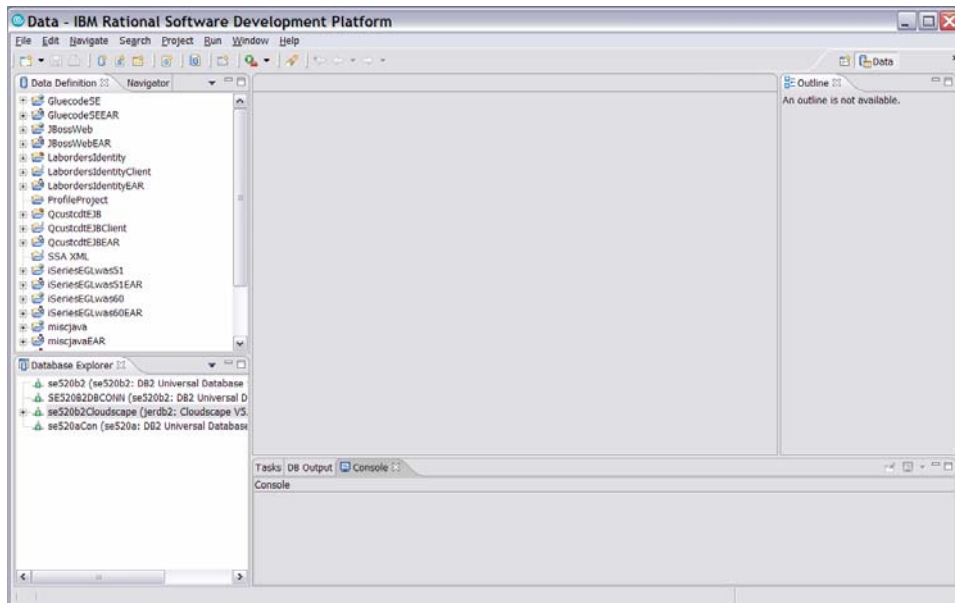 Data - IBM Rational Software Development Platform
File Edit Navigate Search Project Run Window Help
Data
Data Definition Navigator
GluecodeSE
GluecodeSEEAR
JBossWeb
JBossWebEAR
LabordersIdentity
LabordersIdentityClient
LabordersIdentityEAR
ProfileProject
QcustcdtEJB
QcustcdtEJBClient
QcustcdtEJBEAR
SSA XML
iSeriesEGLwas51
iSeriesEGLwas51EAR
iSeriesEGLwas60
iSeriesEGLwas60EAR
miscjava
miscjavaEAR
Database Explorer
se520b2 (se520b2: DB2 Universal Database
SE520B2DBCONN (se520b2: DB2 Universal D
se520b2Cloudscape (jerdb2: Cloudscape V5.
se520aCon (se520a: DB2 Universal Database
Outline
An outline is not available.
Tasks DB Output Console
Console